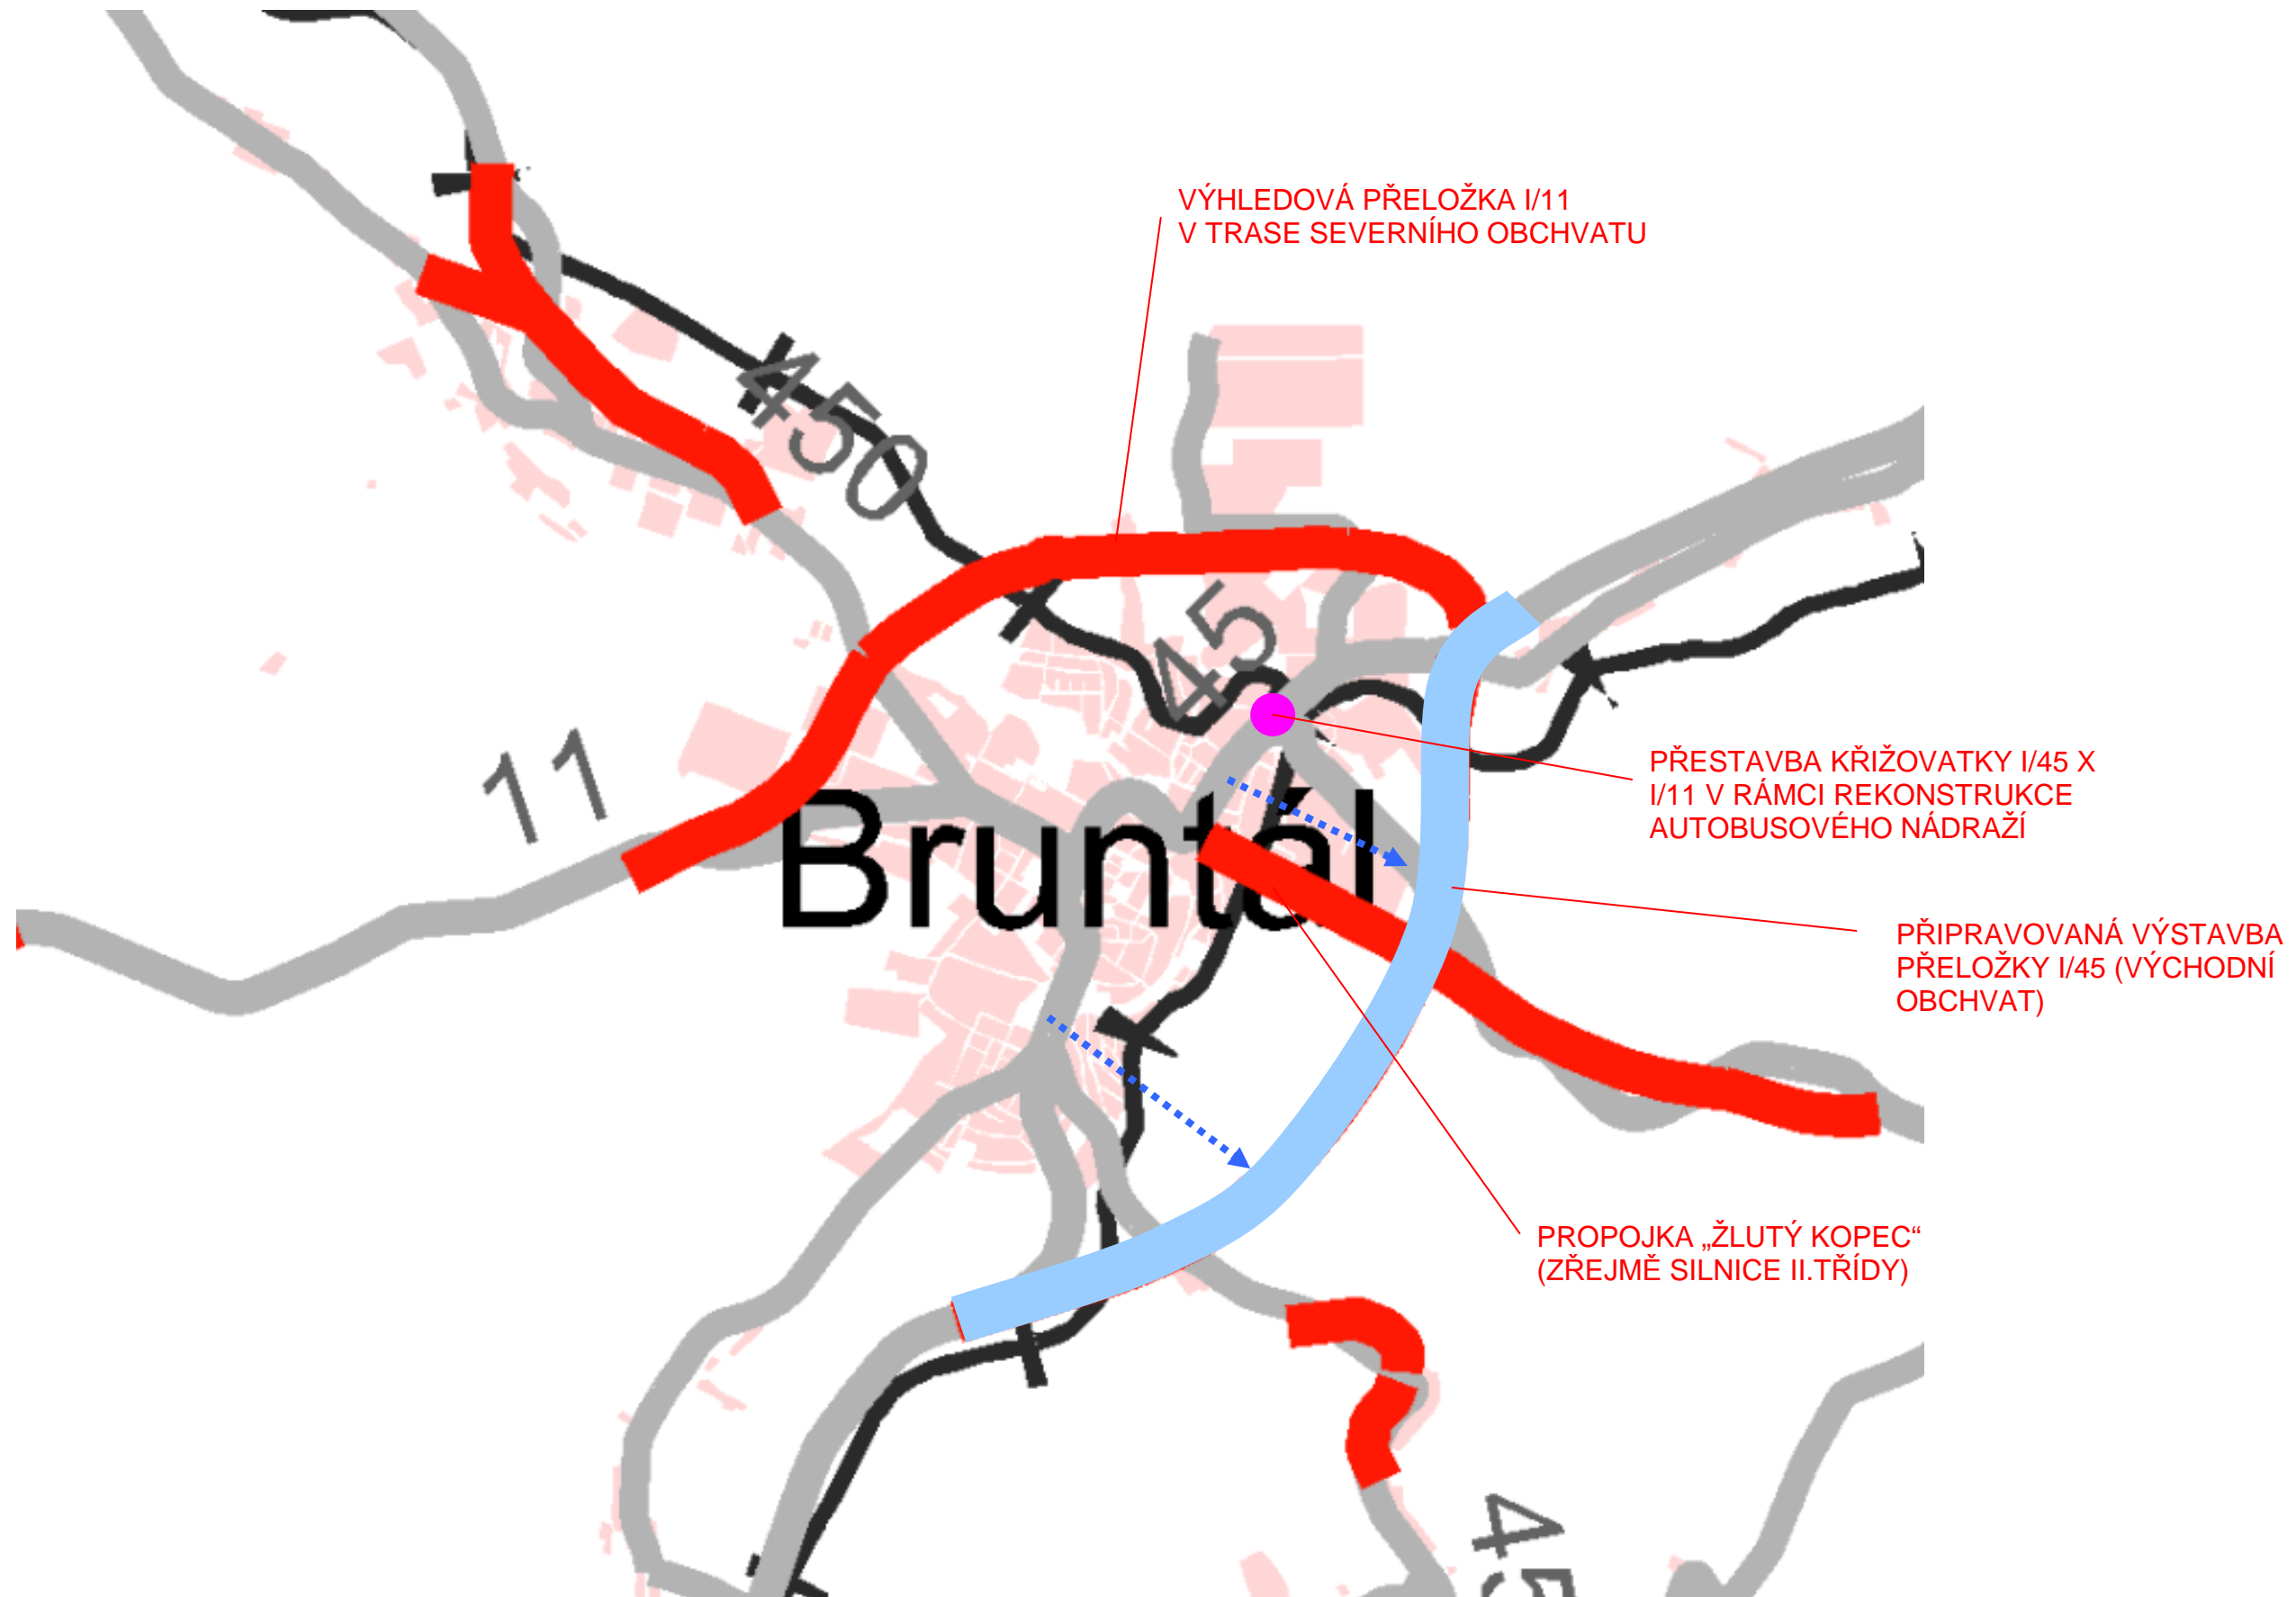 VÝHLEDOVÁ PŘELOŽKA I/11
V TRASE SEVERNÍHO OBCHVATU
450
45
11
PŘESTAVBA KŘIŽOVATKY I/45 X
I/11 V RÁMCI REKONSTRUKCE
AUTOBUSOVÉHO NÁDRAŽÍ
Bruntál
PŘIPRAVOVANÁ VÝSTAVBA
PŘELOŽKY I/45 (VÝCHODNÍ
OBCHVAT)
PROPOJKA „ŽLUTÝ KOPEC“
(ZŘEJMĚ SILNICE II.TŘÍDY)
45